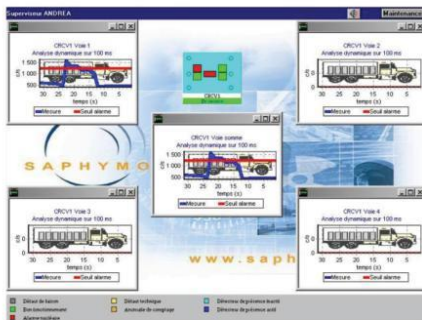 Superviseur ANDREA
Maintenance
CRCV1 Voie 1
Analyse dynamique sur 100 ms
1 500
1 000
500
c/s
30 25 20 15 10 5
temps (s)
Mesure
Seuil alarme
CRCV1
En service
CRCV1 Voie 2
Analyse dynamique sur 100 ms
0
c/s
30 25 20 15 10 5
temps (s)
Mesure
Seuil alarme
CRCV1 Voie somme
Analyse dynamique sur 100 ms
1 500
1 000
500
c/s
30 25 20 15 10 5
temps (s)
Mesure
Seuil alarme
SAPHYMO
www.saph
CRCV1 Voie 3
Analyse dynamique sur 100 ms
0
c/s
30 25 20 15 10 5
temps (s)
Mesure
Seuil alarme
CRCV1 Voie 4
Analyse dynamique sur 100 ms
0
c/s
30 25 20 15 10 5
temps (s)
Mesure
Seuil alarme
Défaut de liaison
Défaut technique
Détecteur de présence inactif
Bon fonctionnement
Anomalie de comptage
Détecteur de présence actif